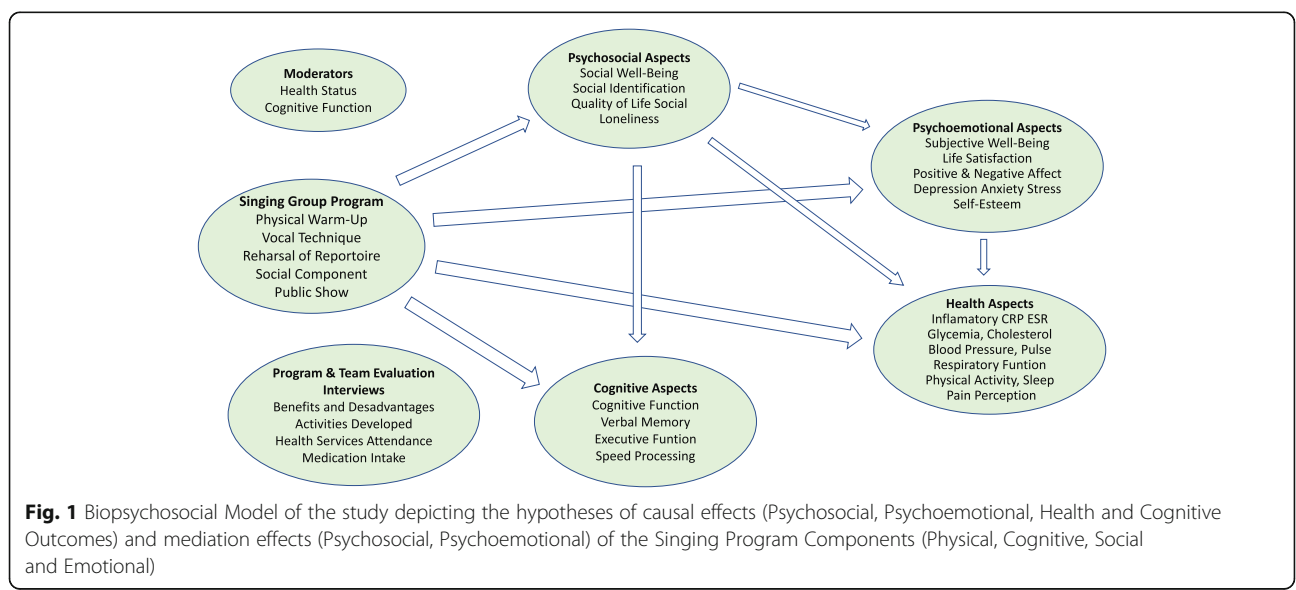 Moderators
Health Status
Cognitive Function
Psychosocial Aspects
Social Well-Being
Social Identification
Quality of Life Social
Loneliness
Psychoemotional Aspects
Subjective Well-Being
Life Satisfaction
Positive & Negative Affect
Depression Anxiety Stress
Self-Esteem
Singing Group Program
Physical Warm-Up
Vocal Technique
Reharsal of Repertoire
Social Component
Public Show
Health Aspects
Inflamatory CRP ESR
Glycemia, Cholesterol
Blood Pressure, Pulse
Respiratory Funtion
Physical Activity, Sleep
Pain Perception
Program & Team Evaluation
Interviews
Benefits and Desadvantages
Activities Developed
Health Services Attendance
Medication Intake
Cognitive Aspects
Cognitive Function
Verbal Memory
Executive Funtion
Speed Processing
Fig. 1 Biopsychosocial Model of the study depicting the hypotheses of causal effects (Psychosocial, Psychoemotional, Health and Cognitive
Outcomes) and mediation effects (Psychosocial, Psychoemotional) of the Singing Program Components (Physical, Cognitive, Social
and Emotional)